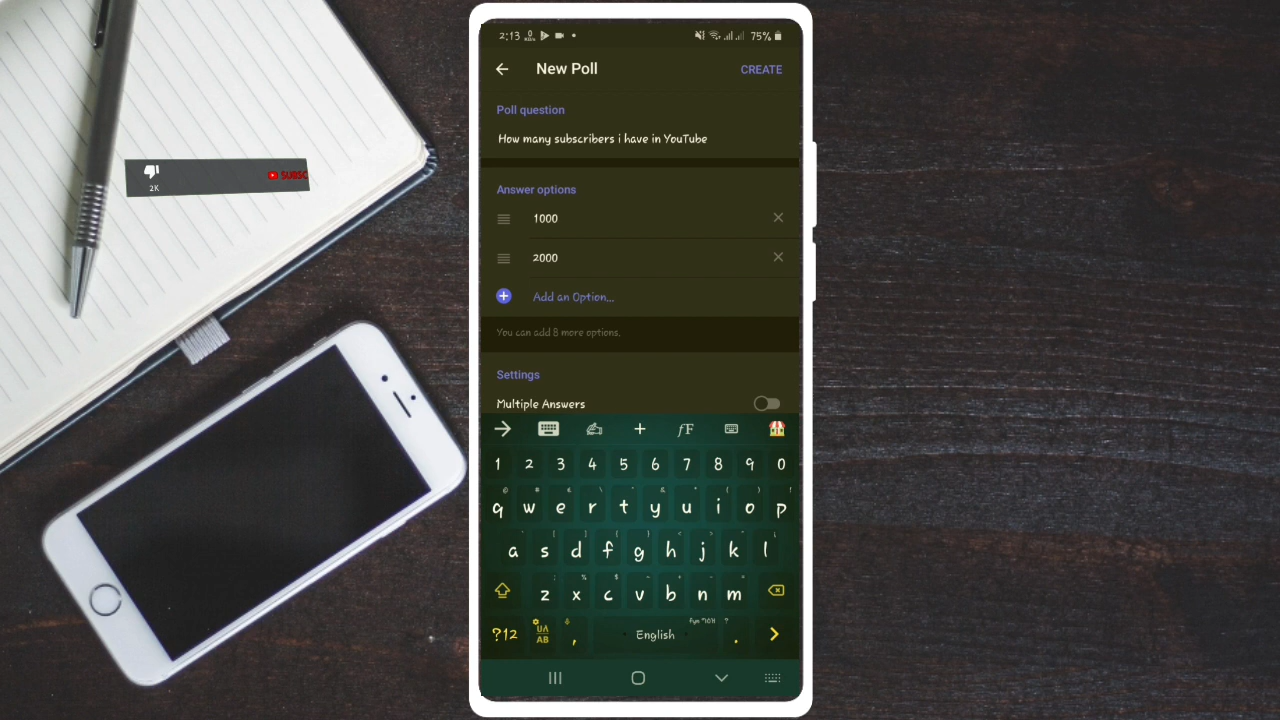 2K
SUBSC
2:13 75%
New Poll CREATE
Poll question
How many subscribers i have in YouTube
Answer options
1000
2000
Add an Option...
You can add 8 more options.
Settings
Multiple Answers
fF
1 2 3 4 5 6 7 8 9 0
q w e r t y u i o p
a s d f g h j k l
z x c v b n m
?12 UΛ AB , English .